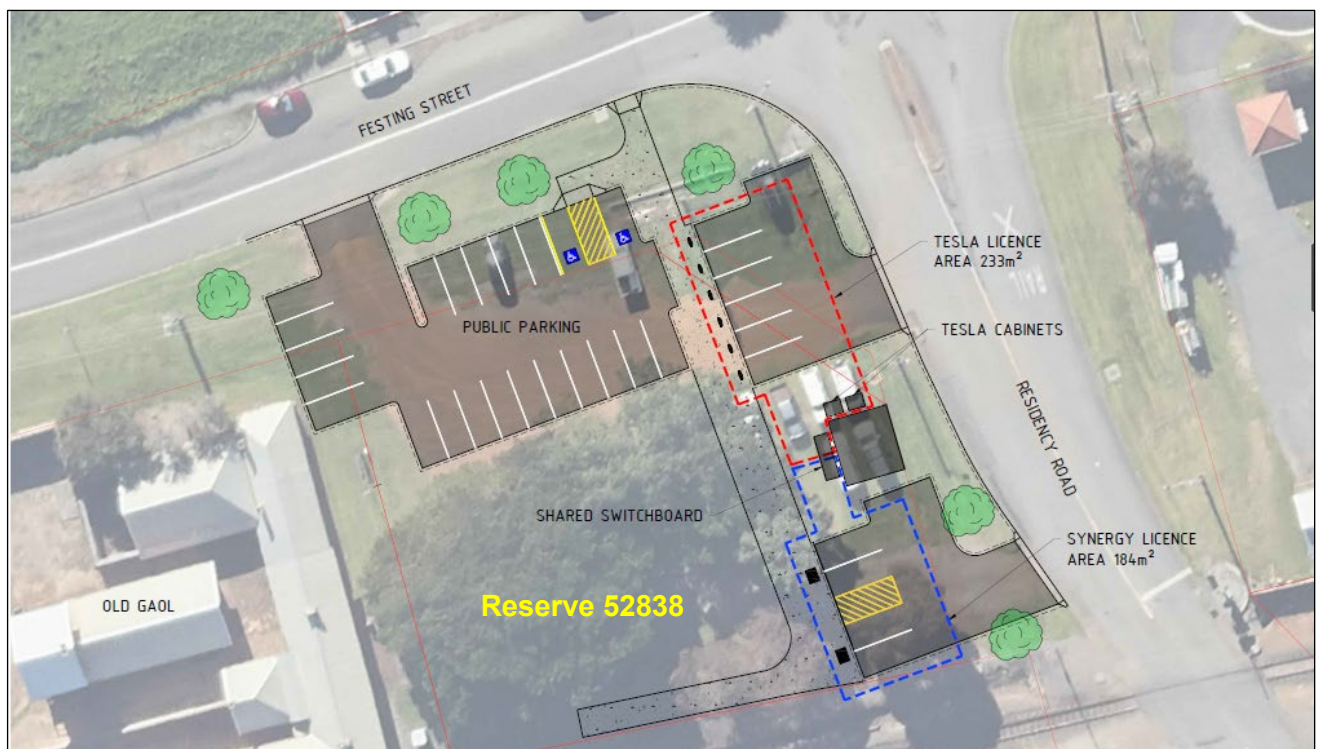 FESTING STREET
TESLA LICENCE
AREA 233m²
PUBLIC PARKING
TESLA CABINETS
RESIDENCY ROAD
SHARED SWITCHBOARD
SYNERGY LICENCE
AREA 184m²
OLD GAOL
Reserve 52838